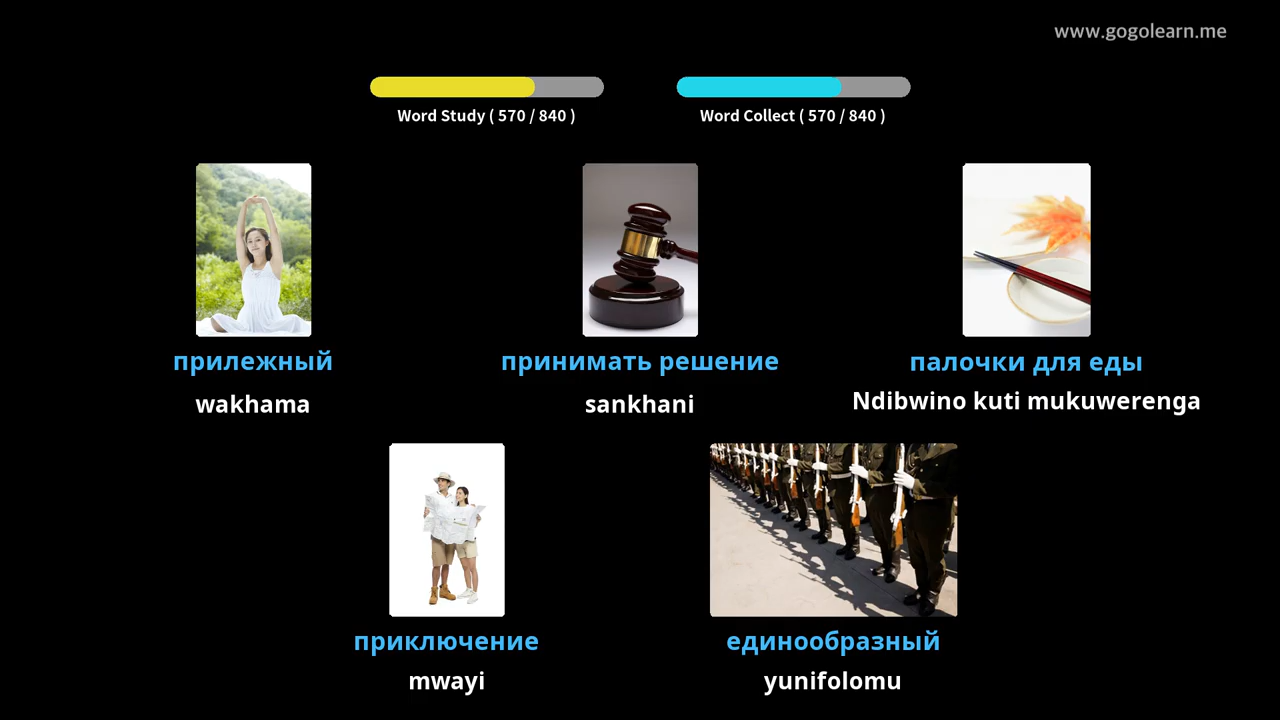 www.gogolearn.me
Word Study ( 570 / 840 )
Word Collect ( 570 / 840 )
прилежный
wakhama
принимать решение
sankhani
палочки для еды
Ndibwino kuti mukuwerenga
приключение
mwayi
единообразный
yunifolomu